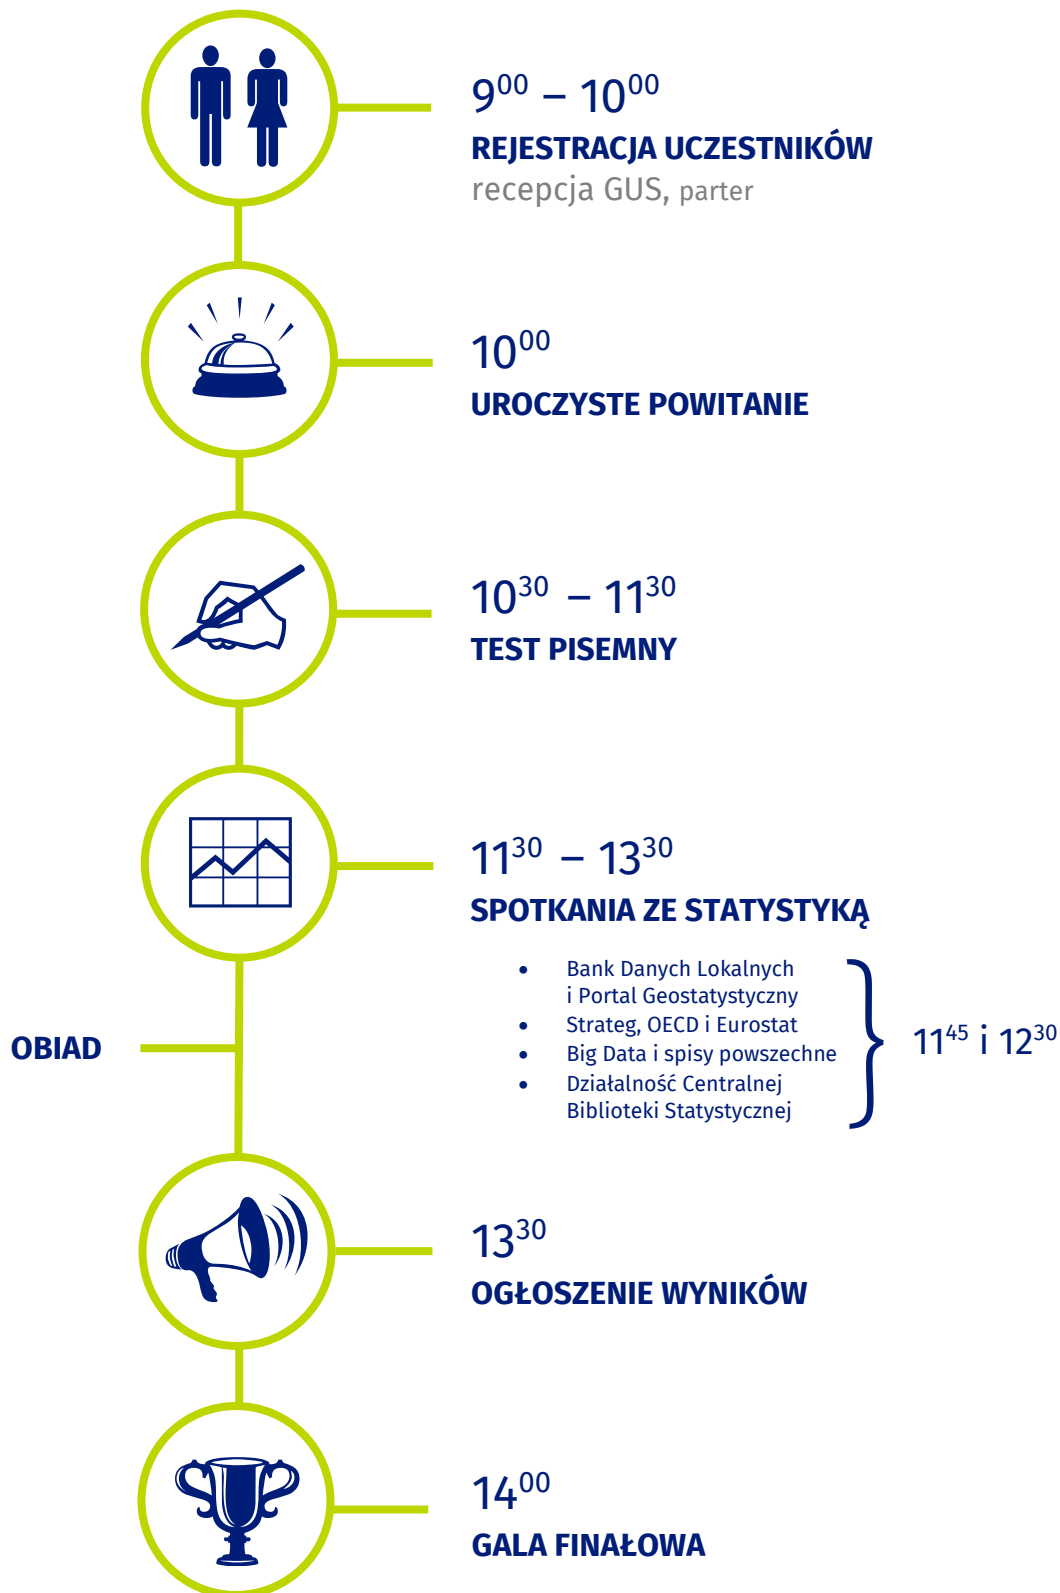 9⁰⁰ – 10⁰⁰
REJESTRACJA UCZESTNIKÓW
recepcja GUS, parter
10⁰⁰
UROCZYSTE POWITANIE
10³⁰ – 11³⁰
TEST PISEMNY
11³⁰ – 13³⁰
SPOTKANIA ZE STATYSTYKĄ
• Bank Danych Lokalnych
i Portal Geostatystyczny
• Strateg, OECD i Eurostat
• Big Data i spisy powszechne
• Działalność Centralnej
Biblioteki Statystycznej
11⁴⁵ i 12³⁰
OBIAD
13³⁰
OGŁOSZENIE WYNIKÓW
14⁰⁰
GALA FINAŁOWA